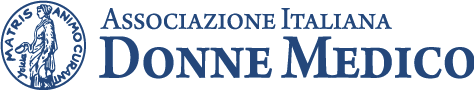 MATRIS ANIMO CURANT
Associazione Italiana
Donne Medico